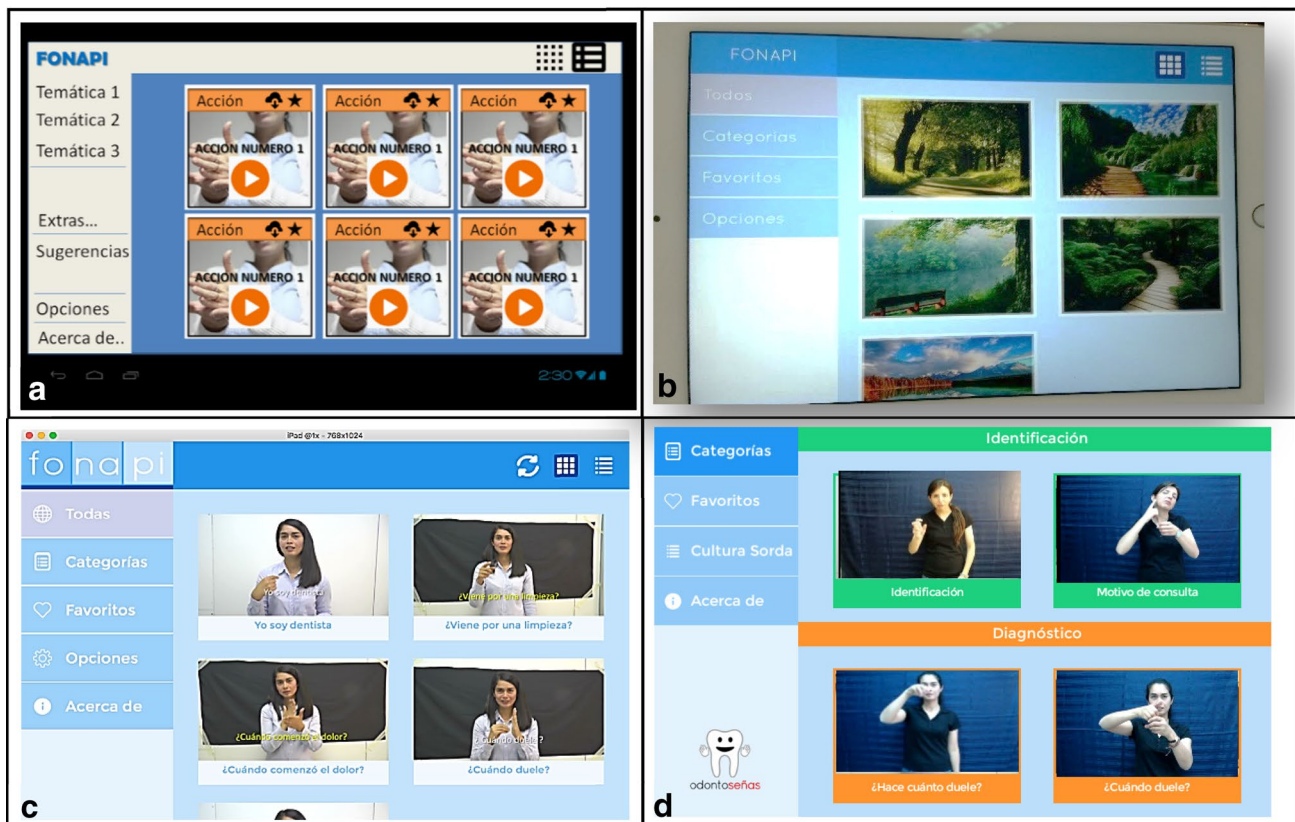 FONAPI
Temática 1
Temática 2
Temática 3
Extras...
Sugerencias
Opciones
Acerca de..
Acción Acción Acción
ACCION NUMERO 1 ACCION NUMERO 1 ACCION NUMERO 1
Acción Acción Acción
ACCION NUMERO 1 ACCION NUMERO 1 ACCION NUMERO 1
2:30
a
FONAPI
Todos
Categorias
Favoritos
Opciones
b
iPad @1x - 768x1024
fonapi
Todas
Categorías
Favoritos
Opciones
Acerca de
Yo soy dentista
Yo soy dentista
¿Viene por una limpieza?
¿Viene por una limpieza?
¿Cuándo comenzó el dolor?
¿Cuándo comenzó el dolor?
¿Cuándo duele?
¿Cuándo duele?
c
Categorías
Favoritos
Cultura Sorda
Acerca de
odontoseñas
Identificación
Identificación
Motivo de consulta
Diagnóstico
¿Hace cuánto duele?
¿Cuándo duele?
d